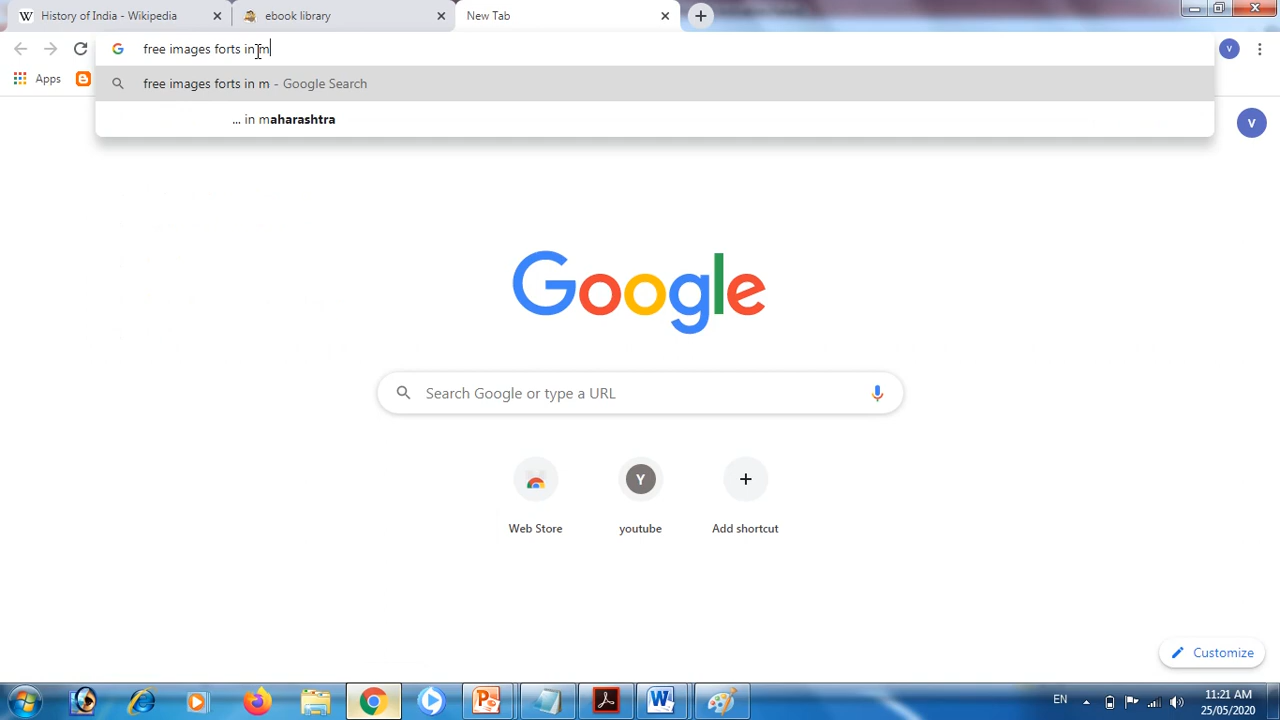 History of India - Wikipedia
ebook library
New Tab
free images forts in m
V
Apps
free images forts in m - Google Search
... in maharashtra
V
Google
Search Google or type a URL
Y
Web Store
youtube
Add shortcut
Customize
EN
11:21 AM
25/05/2020